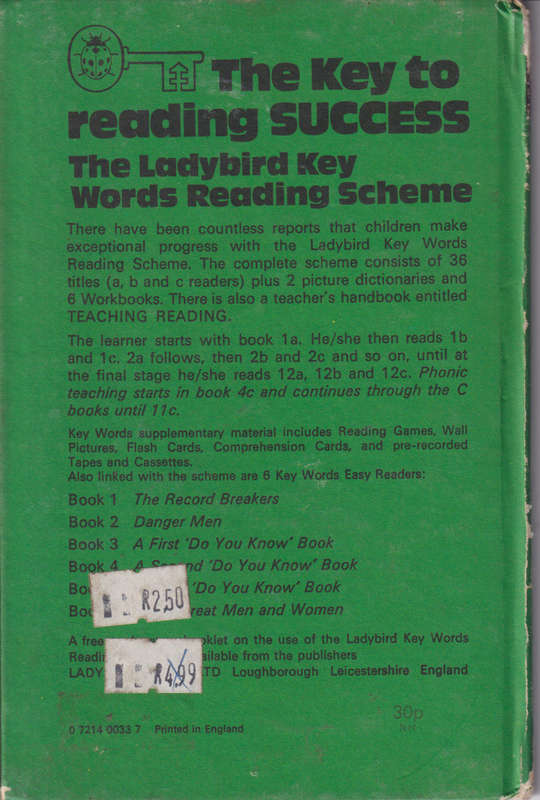 The Key to
reading SUCCESS
The Ladybird Key
Words Reading Scheme
There have been countless reports that children make
exceptional progress with the Ladybird Key Words
Reading Scheme. The complete scheme consists of 36
titles (a, b and c readers) plus 2 picture dictionaries and
6 Workbooks. There is also a teacher's handbook entitled
TEACHING READING.
The learner starts with book 1a. He/she then reads 1b
and 1c. 2a follows, then 2b and 2c and so on, until at
the final stage he/she reads 12a, 12b and 12c. Phonic
teaching starts in book 4c and continues through the C
books until 11c.
Key Words supplementary material includes Reading Games, Wall
Pictures, Flash Cards, Comprehension Cards, and pre-recorded
Tapes and Cassettes.
Also linked with the scheme are 6 Key Words Easy Readers:
Book 1 The Record Breakers
Book 2 Danger Men
Book 3 A First 'Do You Know' Book
Book 4 A Second 'Do You Know' Book
'Do You Know' Book
R2,50
Men and Women
A free on the use of the Ladybird Key Words
from the publishers
R4,99
LTD Loughborough Leicestershire England
30p
0 7214 0033 7 Printed in England